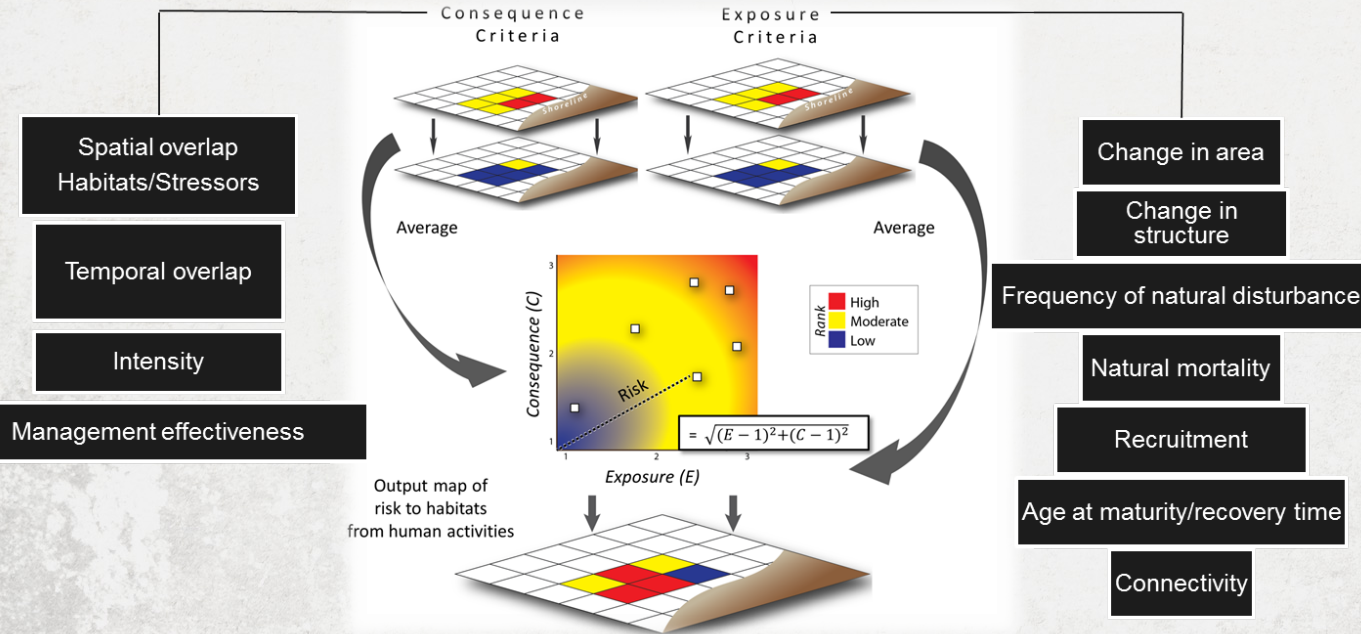 Consequence
Criteria
Exposure
Criteria
Shoreline
Shoreline
Spatial overlap
Habitats/Stressors
Temporal overlap
Intensity
Management effectiveness
Average
Average
Change in area
Change in
structure
Frequency of natural disturbance
Natural mortality
Recruitment
Age at maturity/recovery time
Connectivity
Consequence (C)
3
2
1
Risk
= √(E − 1)²+(C − 1)²
1
2
3
Exposure (E)
Rank
High
Moderate
Low
Output map of
risk to habitats
from human activities